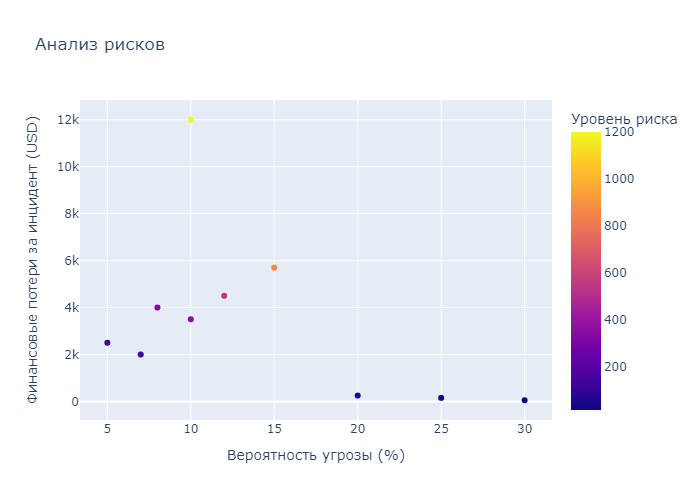 Анализ рисков
Уровень риска
Финансовые потери за инцидент (USD)
12k
10k
8k
6k
4k
2k
0
1200
1000
800
600
400
200
5
10
15
20
25
30
Вероятность угрозы (%)